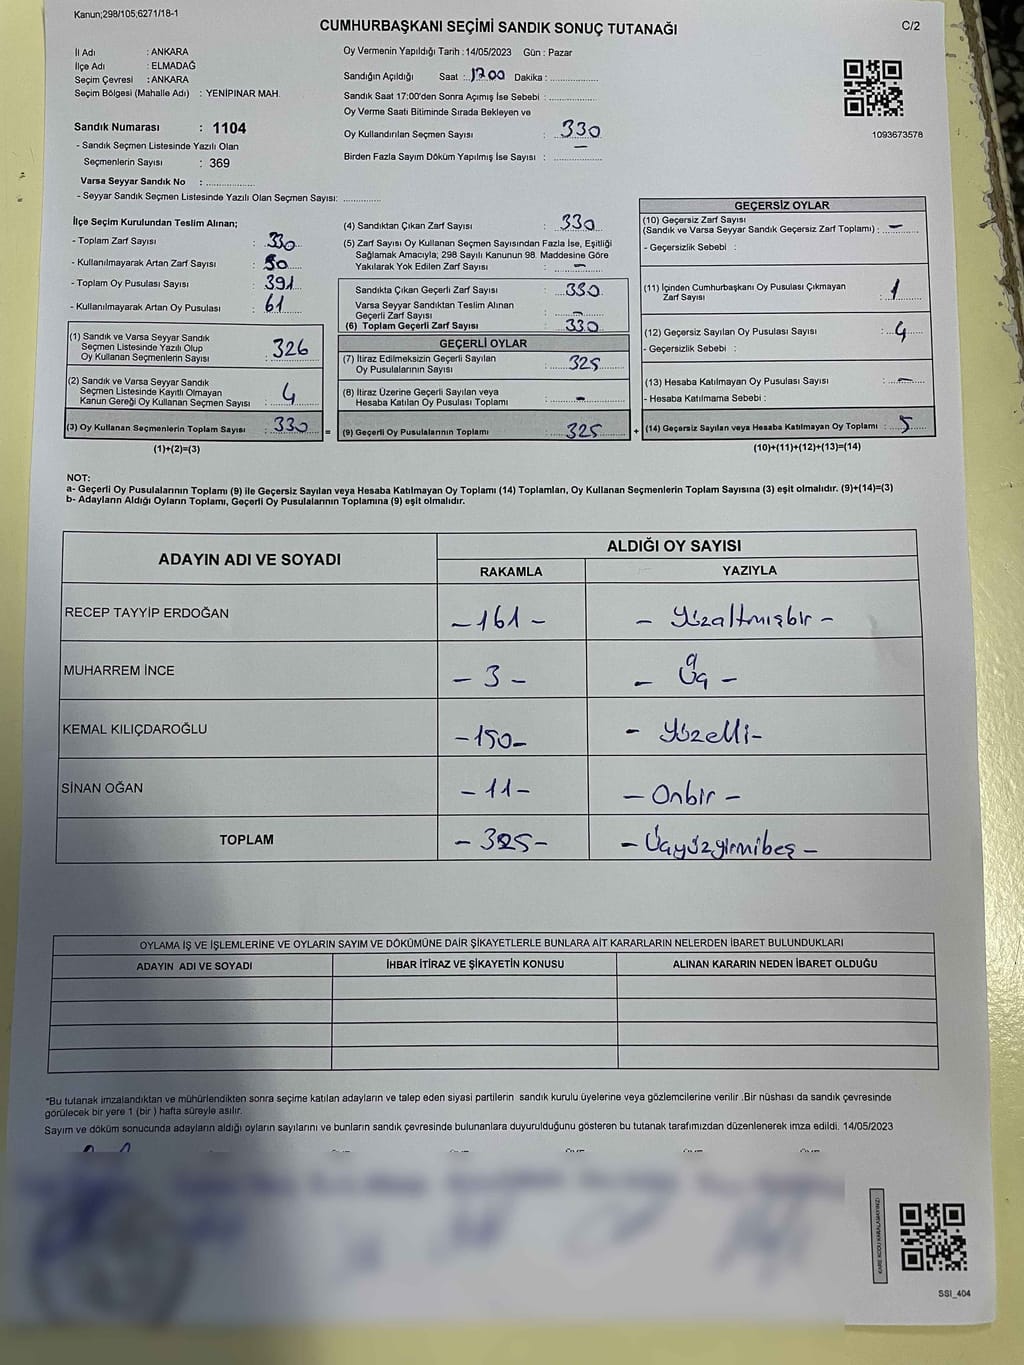 Kanun;298/105;6271/18-1
CUMHURBAŞKANI SEÇİMİ SANDIK SONUÇ TUTANAĞI
C/2
İl Adı : ANKARA
İlçe Adı : ELMADAĞ
Seçim Çevresi : ANKARA
Seçim Bölgesi (Mahalle Adı) : YENİPINAR MAH.
Oy Vermenin Yapıldığı Tarih :14/05/2023 Gün : Pazar
Sandığın Açıldığı Saat :..1700 Dakika :................
Sandık Saat 17:00'den Sonra Açımış İse Sebebi :................
Oy Verme Saati Bitiminde Sırada Bekleyen ve
Oy Kullandırılan Seçmen Sayısı : 330
Birden Fazla Sayım Döküm Yapılmış İse Sayısı : ................
1093673578
Sandık Numarası : 1104
- Sandık Seçmen Listesinde Yazılı Olan
Seçmenlerin Sayısı : 369
Varsa Seyyar Sandık No : ................
- Seyyar Sandık Seçmen Listesinde Yazılı Olan Seçmen Sayısı: ............
İlçe Seçim Kurulundan Teslim Alınan;
- Toplam Zarf Sayısı : 330
- Kullanılmayarak Artan Zarf Sayısı : 50
- Toplam Oy Pusulası Sayısı : 391
- Kullanılmayarak Artan Oy Pusulası : 61
(1) Sandık ve Varsa Seyyar Sandık
Seçmen Listesinde Yazılı Olup
Oy Kullanan Seçmenlerin Sayısı : 326
(2) Sandık ve Varsa Seyyar Sandık
Seçmen Listesinde Kayıtlı Olmayan
Kanun Gereği Oy Kullanan Seçmen Sayısı : 4
(3) Oy Kullanan Seçmenlerin Toplam Sayısı : 330
(1)+(2)=(3)
(4) Sandıktan Çıkan Zarf Sayısı : 330
(5) Zarf Sayısı Oy Kullanan Seçmen Sayısından Fazla İse, Eşitliği
Sağlamak Amacıyla; 298 Sayılı Kanunun 98. Maddesine Göre
Yakılarak Yok Edilen Zarf Sayısı : –
Sandıkta Çıkan Geçerli Zarf Sayısı : 330
Varsa Seyyar Sandıktan Teslim Alınan
Geçerli Zarf Sayısı : –
(6) Toplam Geçerli Zarf Sayısı : 330
GEÇERLİ OYLAR
(7) İtiraz Edilmeksizin Geçerli Sayılan
Oy Pusulalarının Sayısı : 325
(8) İtiraz Üzerine Geçerli Sayılan veya
Hesaba Katılan Oy Pusulası Toplamı : –
= (9) Geçerli Oy Pusulalarının Toplamı : 325
GEÇERSİZ OYLAR
(10) Geçersiz Zarf Sayısı
(Sandık ve Varsa Seyyar Sandık Geçersiz Zarf Toplamı) : –
- Geçersizlik Sebebi :
(11) İçinden Cumhurbaşkanı Oy Pusulası Çıkmayan
Zarf Sayısı : 1
(12) Geçersiz Sayılan Oy Pusulası Sayısı : 4
- Geçersizlik Sebebi :
(13) Hesaba Katılmayan Oy Pusulası Sayısı : –
- Hesaba Katılmama Sebebi :
+ (14) Geçersiz Sayılan veya Hesaba Katılmayan Oy Toplamı : 5
(10)+(11)+(12)+(13)=(14)
NOT:
a- Geçerli Oy Pusulalarının Toplamı (9) ile Geçersiz Sayılan veya Hesaba Katılmayan Oy Toplamı (14) Toplamları, Oy Kullanan Seçmenlerin Toplam Sayısına (3) eşit olmalıdır. (9)+(14)=(3)
b- Adayların Aldığı Oyların Toplamı, Geçerli Oy Pusulalarının Toplamına (9) eşit olmalıdır.
ADAYIN ADI VE SOYADI
ALDIĞI OY SAYISI
RAKAMLA YAZIYLA
RECEP TAYYİP ERDOĞAN -161- - Yüzaltmışbir -
MUHARREM İNCE - 3 - - Üç -
KEMAL KILIÇDAROĞLU -150- - Yüzelli-
SİNAN OĞAN - 11 - - Onbir -
TOPLAM - 325- - Üçyüzyirmibeş -
OYLAMA İŞ VE İŞLEMLERİNE VE OYLARIN SAYIM VE DÖKÜMÜNE DAİR ŞİKAYETLERLE BUNLARA AİT KARARLARIN NELERDEN İBARET BULUNDUKLARI
ADAYIN ADI VE SOYADI İHBAR İTİRAZ VE ŞİKAYETİN KONUSU ALINAN KARARIN NEDEN İBARET OLDUĞU
*Bu tutanak imzalandıktan ve mühürlendikten sonra seçime katılan adayların ve talep eden siyasi partilerin sandık kurulu üyelerine veya gözlemcilerine verilir .Bir nüshası da sandık çevresinde
görülecek bir yere 1 (bir ) hafta süreyle asılır.
Sayım ve döküm sonucunda adayların aldığı oyların sayılarını ve bunların sandık çevresinde bulunanlara duyurulduğunu gösteren bu tutanak tarafımızdan düzenlenerek imza edildi. 14/05/2023
KARE KODU KARALAMAYINIZ!
SSI_404